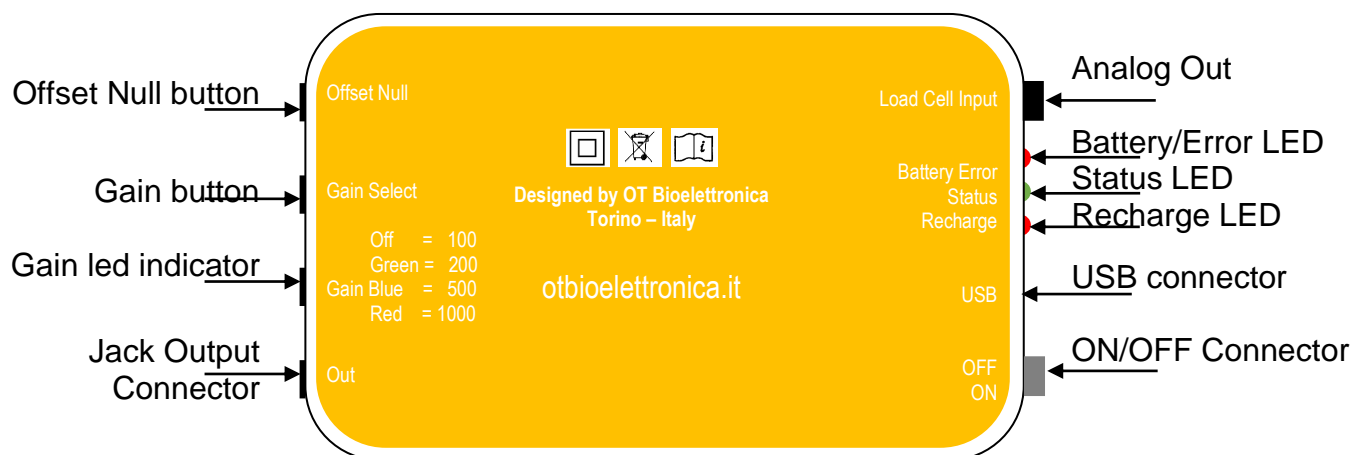 Offset Null button
Gain button
Gain led indicator
Jack Output
Connector
Offset Null
Gain Select
Off = 100
Green = 200
Gain Blue = 500
Red = 1000
Out
i
Designed by OT Bioelettronica
Torino – Italy
otbioelettronica.it
Load Cell Input
Battery Error
Status
Recharge
USB
OFF
ON
Analog Out
Battery/Error LED
Status LED
Recharge LED
USB connector
ON/OFF Connector